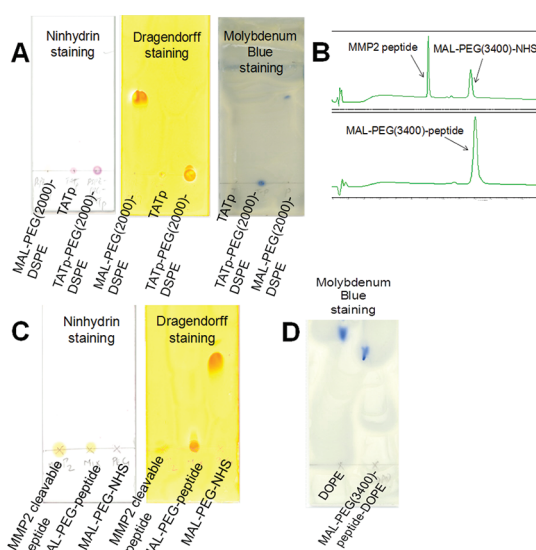 A
Ninhydrin
staining
Dragendorff
staining
Molybdenum
Blue
staining
MAL-PEG(2000)-
DSPE
TATp
TATp-PEG(2000)-
DSPE
MAL-PEG(2000)-
DSPE
TATp
TATp-PEG(2000)-
DSPE
TATp
TATp-PEG(2000)-
DSPE
MAL-PEG(2000)-
DSPE
B
MMP2 peptide
MAL-PEG(3400)-NHS
MAL-PEG(3400)-peptide
C
Ninhydrin
staining
Dragendorff
staining
MMP2 cleavable
peptide
AL-PEG-peptide
MAL-PEG-NHS
MMP2 cleavable
peptide
AL-PEG-peptide
MAL-PEG-NHS
D
Molybdenum
Blue
staining
DOPE
MAL-PEG(3400)-
peptide-DOPE